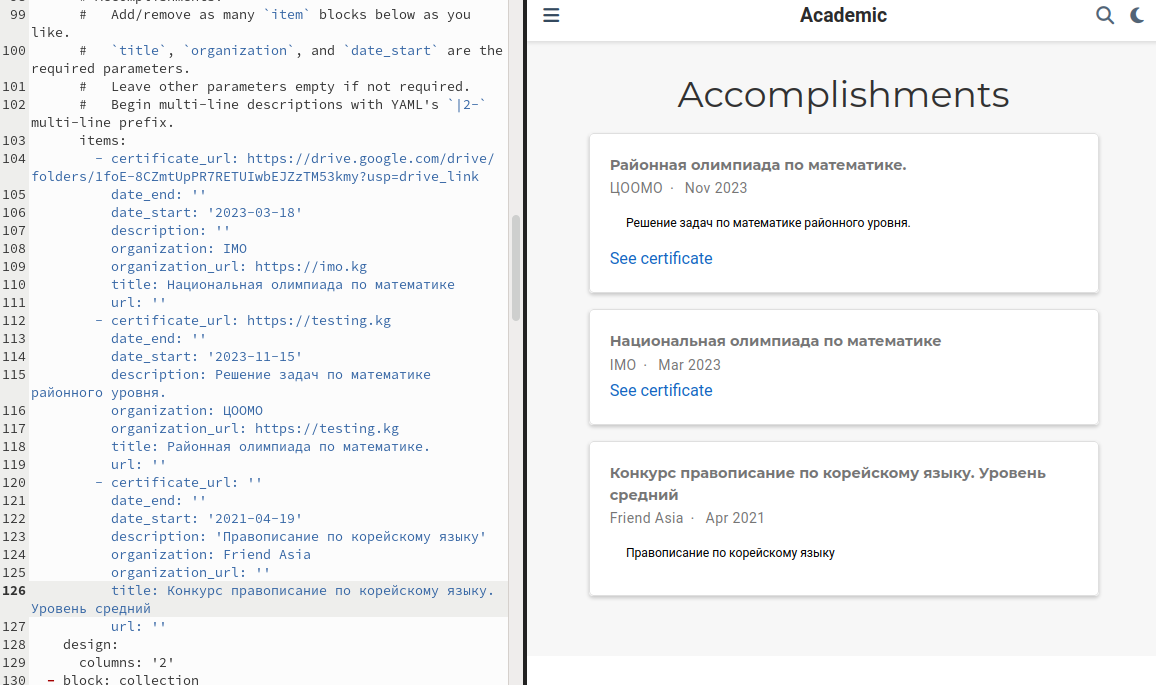 99 # Add/remove as many `item` blocks below as you
like.
100 # `title`, `organization`, and `date_start` are the
required parameters.
101 # Leave other parameters empty if not required.
102 # Begin multi-line descriptions with YAML's `|2-`
multi-line prefix.
103 items:
104 - certificate_url: https://drive.google.com/drive/
folders/1foE-8CZmtUpPR7RETUIwbEJZzTM53kmy?usp=drive_link
105 date_end: ''
106 date_start: '2023-03-18'
107 description: ''
108 organization: IMO
109 organization_url: https://imo.kg
110 title: Национальная олимпиада по математике
111 url: ''
112 - certificate_url: https://testing.kg
113 date_end: ''
114 date_start: '2023-11-15'
115 description: Решение задач по математике
районного уровня.
116 organization: ЦООМО
117 organization_url: https://testing.kg
118 title: Районная олимпиада по математике.
119 url: ''
120 - certificate_url: ''
121 date_end: ''
122 date_start: '2021-04-19'
123 description: 'Правописание по корейскому языку'
124 organization: Friend Asia
125 organization_url: ''
126 title: Конкурс правописание по корейскому языку.
Уровень средний
127 url: ''
128 design:
129 columns: '2'
130 - block: collection
Academic
Accomplishments
Районная олимпиада по математике.
ЦООМО · Nov 2023
Решение задач по математике районного уровня.
See certificate
Национальная олимпиада по математике
IMO · Mar 2023
See certificate
Конкурс правописание по корейскому языку. Уровень
средний
Friend Asia · Apr 2021
Правописание по корейскому языку